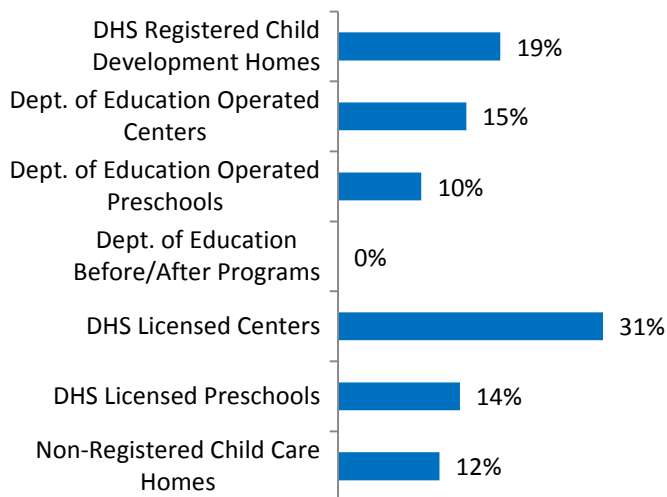 DHS Registered Child
Development Homes
19%
Dept. of Education Operated
Centers
15%
Dept. of Education Operated
Preschools
10%
Dept. of Education
Before/After Programs
0%
DHS Licensed Centers
31%
DHS Licensed Preschools
14%
Non-Registered Child Care
Homes
12%